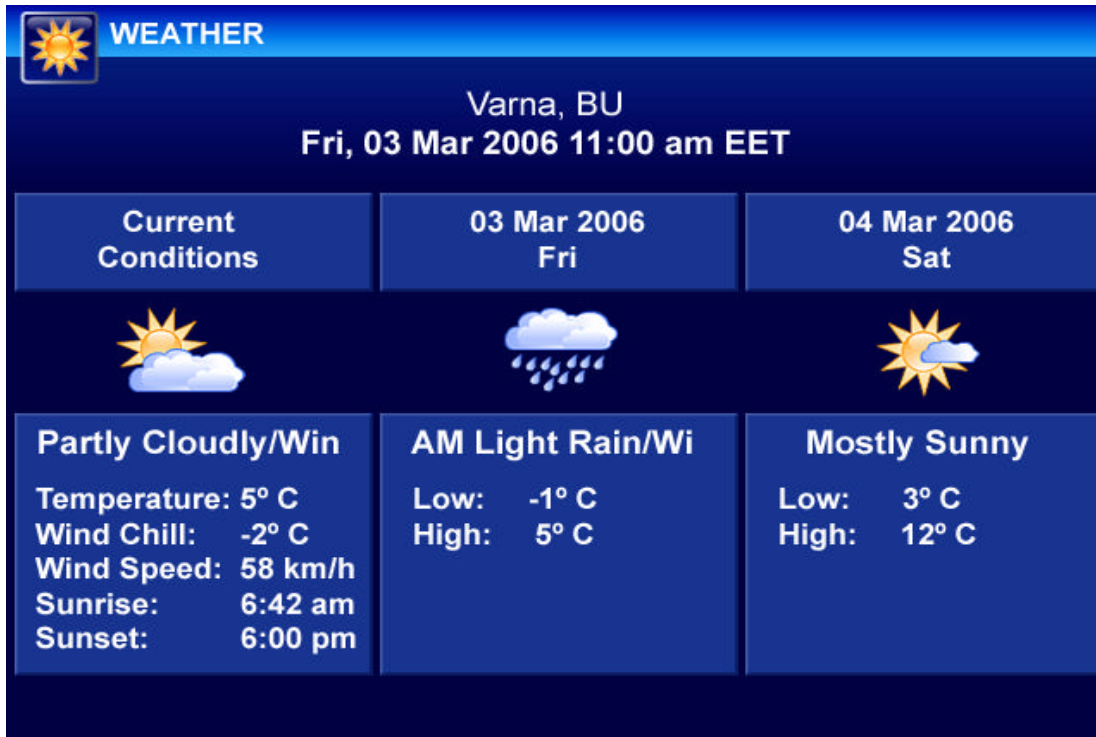 WEATHER
Varna, BU
Fri, 03 Mar 2006 11:00 am EET
Current
Conditions
03 Mar 2006
Fri
04 Mar 2006
Sat
Partly Cloudly/Win
Temperature: 5º C
Wind Chill: -2º C
Wind Speed: 58 km/h
Sunrise: 6:42 am
Sunset: 6:00 pm
AM Light Rain/Wi
Low: -1º C
High: 5º C
Mostly Sunny
Low: 3º C
High: 12º C